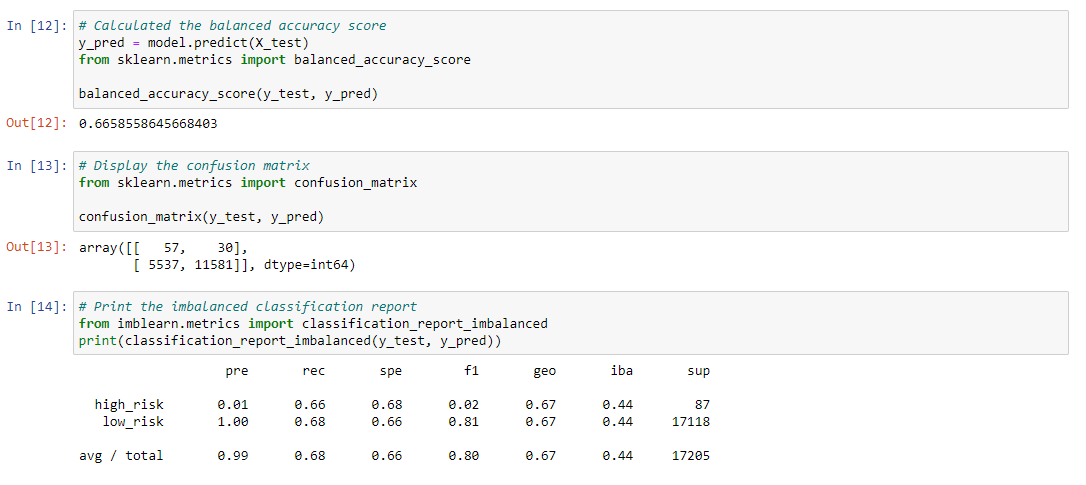 In [12]: # Calculated the balanced accuracy score
y_pred = model.predict(X_test)
from sklearn.metrics import balanced_accuracy_score
balanced_accuracy_score(y_test, y_pred)
Out[12]: 0.6658558645668403
In [13]: # Display the confusion matrix
from sklearn.metrics import confusion_matrix
confusion_matrix(y_test, y_pred)
Out[13]: array([[   57,    30],
       [ 5537, 11581]], dtype=int64)
In [14]: # Print the imbalanced classification report
from imblearn.metrics import classification_report_imbalanced
print(classification_report_imbalanced(y_test, y_pred))
pre rec spe f1 geo iba sup
high_risk 0.01 0.66 0.68 0.02 0.67 0.44 87
low_risk 1.00 0.68 0.66 0.81 0.67 0.44 17118
avg / total 0.99 0.68 0.66 0.80 0.67 0.44 17205